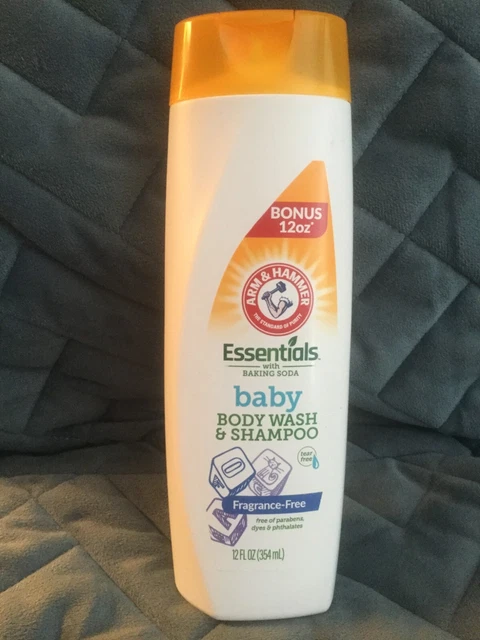 BONUS
12oz*
ARM & HAMMER
THE STANDARD OF PURITY
Essentials™
with
BAKING SODA
baby
BODY WASH
& SHAMPOO
tear
free
Fragrance-Free
free of parabens,
dyes & phthalates
12 FL OZ (354 mL)